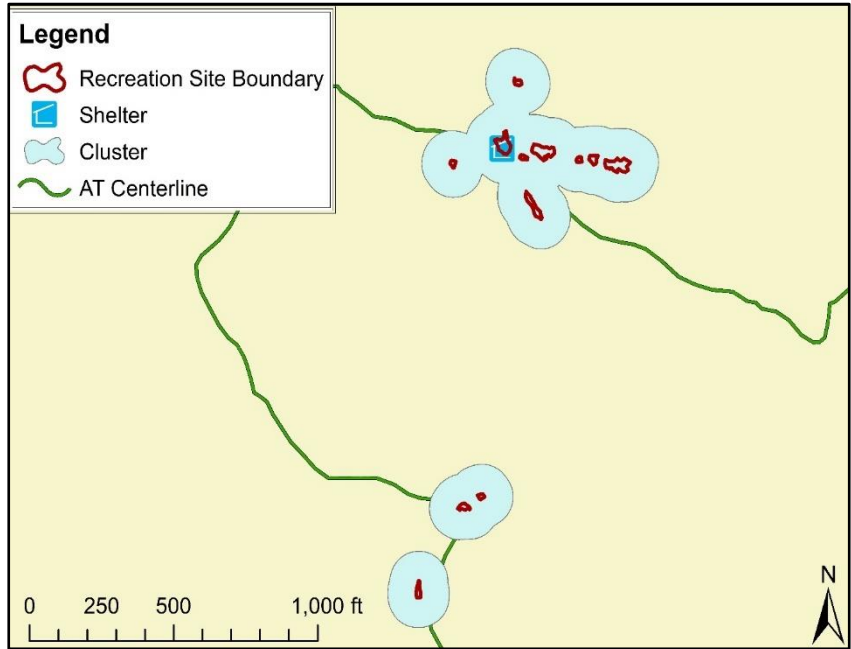 Legend
Recreation Site Boundary
Shelter
Cluster
AT Centerline
0 250 500 1,000 ft
N